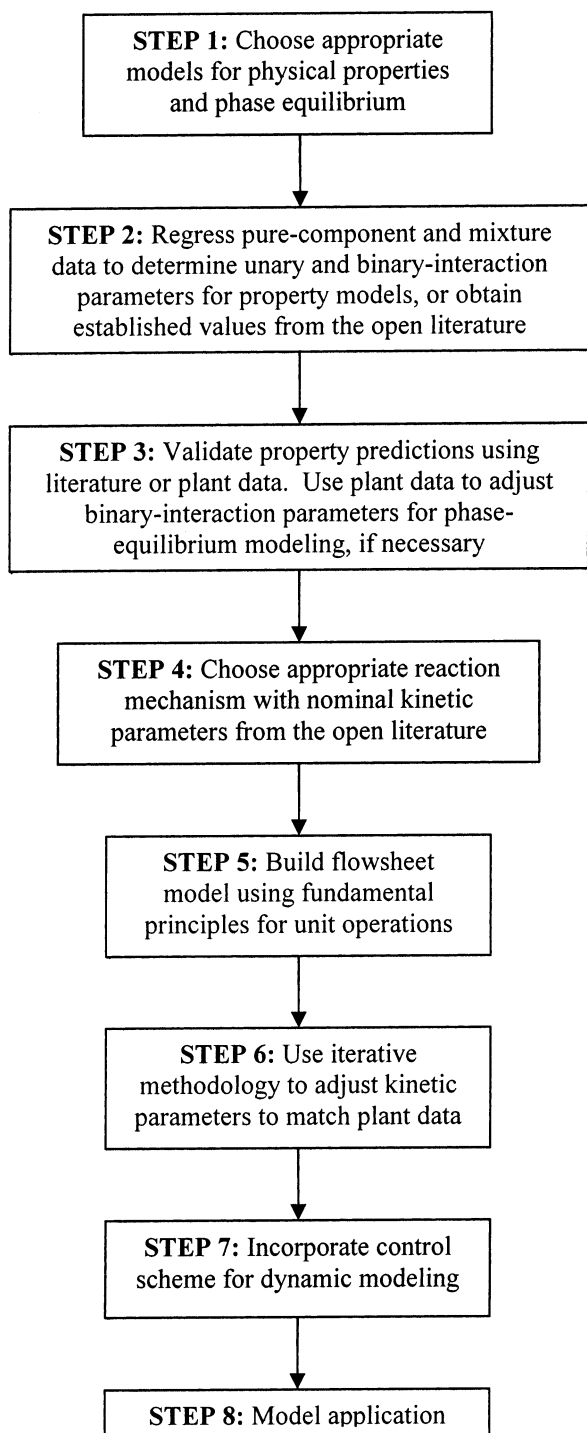 STEP 1: Choose appropriate
models for physical properties
and phase equilibrium
STEP 2: Regress pure-component and mixture
data to determine unary and binary-interaction
parameters for property models, or obtain
established values from the open literature
STEP 3: Validate property predictions using
literature or plant data. Use plant data to adjust
binary-interaction parameters for phase-
equilibrium modeling, if necessary
STEP 4: Choose appropriate reaction
mechanism with nominal kinetic
parameters from the open literature
STEP 5: Build flowsheet
model using fundamental
principles for unit operations
STEP 6: Use iterative
methodology to adjust kinetic
parameters to match plant data
STEP 7: Incorporate control
scheme for dynamic modeling
STEP 8: Model application